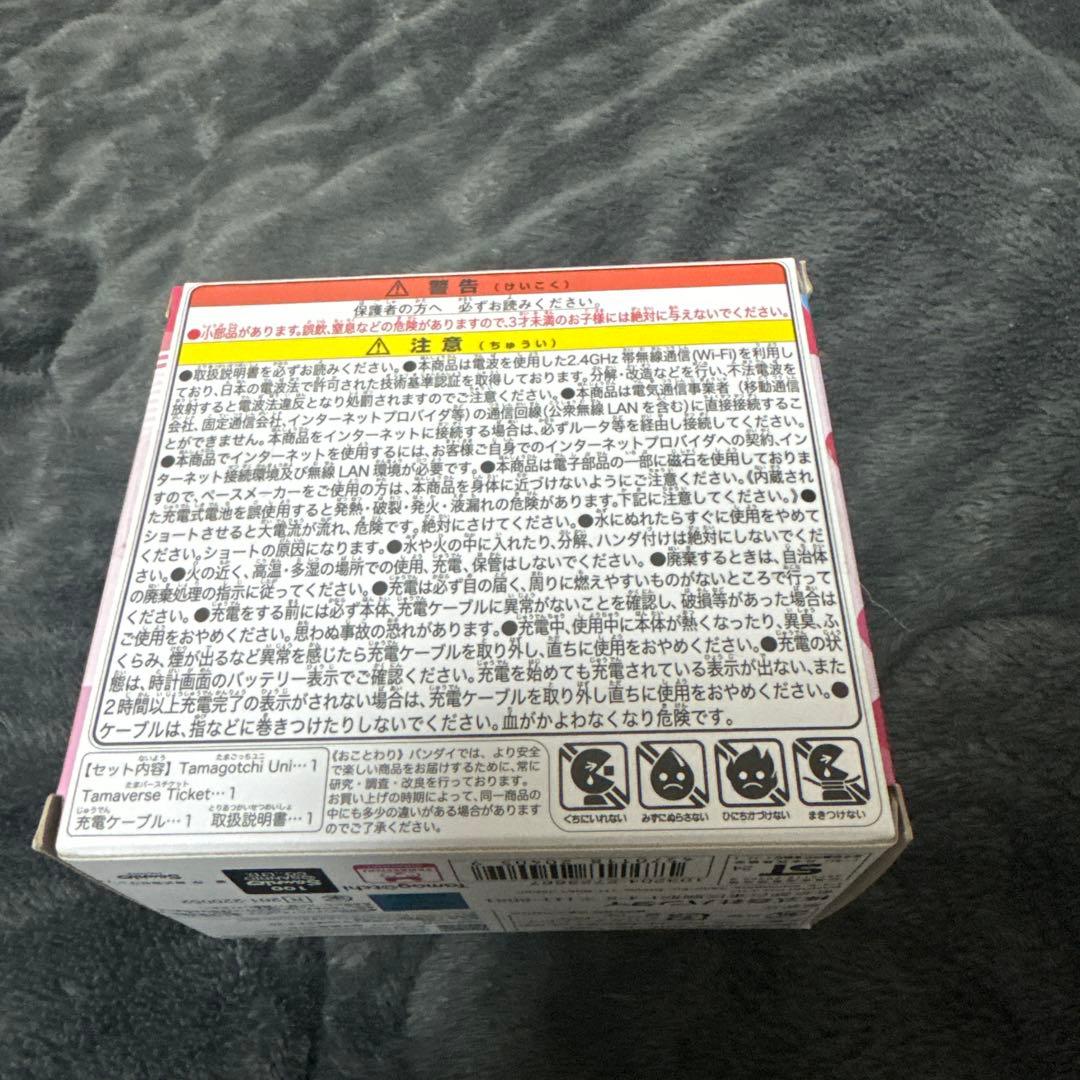 ⚠ 警告 (けいこく)
保護者の方へ 必ずお読みください。
●小部品があります。誤飲、窒息などの危険がありますので、3才未満のお子様には絶対に与えないでください。
⚠ 注意 (ちゅうい)
●取扱説明書を必ずお読みください。●本商品は電波を使用した2.4GHz 帯無線通信(Wi-Fi)を利用し
ており、日本の電波法で許可された技術基準認証を取得しております。分解・改造などを行い、不法電波を
放射すると電波法違反となり処罰されますのでご注意ください。●本商品は電気通信事業者 (移動通信
会社、固定通信会社、インターネットプロバイダ等)の通信回線(公衆無線 LAN を含む)に直接接続するこ
とができません。本商品をインターネットに接続する場合は、必ずルータ等を経由し接続してください。
●本商品でインターネットを使用するには、お客様ご自身でのインターネットプロバイダへの契約、イン
ターネット接続環境及び無線 LAN 環境が必要です。●本商品は電子部品の一部に磁石を使用しておりま
すので、ペースメーカーをご使用の方は、本商品を身体に近づけないようにご注意ください。《内蔵され
た充電式電池を誤使用すると発熱・破裂・発火・液漏れの危険があります。下記に注意してください。》●
ショートさせると大電流が流れ、危険です。絶対にさけてください。●水にぬれたらすぐに使用をやめて
ください。ショートの原因になります。●水や火の中に入れたり、分解、ハンダ付けは絶対にしないでくだ
さい。●火の近く、高温・多湿の場所での使用、充電、保管はしないでください。●廃棄するときは、自治体
の廃棄処理の指示に従ってください。●充電は必ず目の届く、周りに燃えやすいものがないところで行って
ください。●充電をする前には必ず本体、充電ケーブルに異常がないことを確認し、破損等があった場合は
ご使用をおやめください。思わぬ事故の恐れがあります。●充電中、使用中に本体が熱くなったり、異臭、ふ
くらみ、煙が出るなど異常を感じたら充電ケーブルを取り外し、直ちに使用をおやめください。●充電の状
態は、時計画面のバッテリー表示でご確認ください。充電を始めても充電されている表示が出ない、また
2時間以上充電完了の表示がされない場合は、充電ケーブルを取り外し直ちに使用をおやめください。●
ケーブルは、指などに巻きつけたりしないでください。血がかよわなくなり危険です。
【セット内容】Tamagotchi Uni…1
Tamaverse Ticket…1
充電ケーブル…1 取扱説明書…1
《おことわり》バンダイでは、より安全
で楽しい商品をお届けするために、常に
研究・調査・改良を行っております。
お買い上げの時期によって、同一商品の
中にも多少の違いがある場合があります
のでご了承ください。
くちにいれない
みずにぬらさない
ひにちかづけない
まきつけない
Tamagotchi
ST